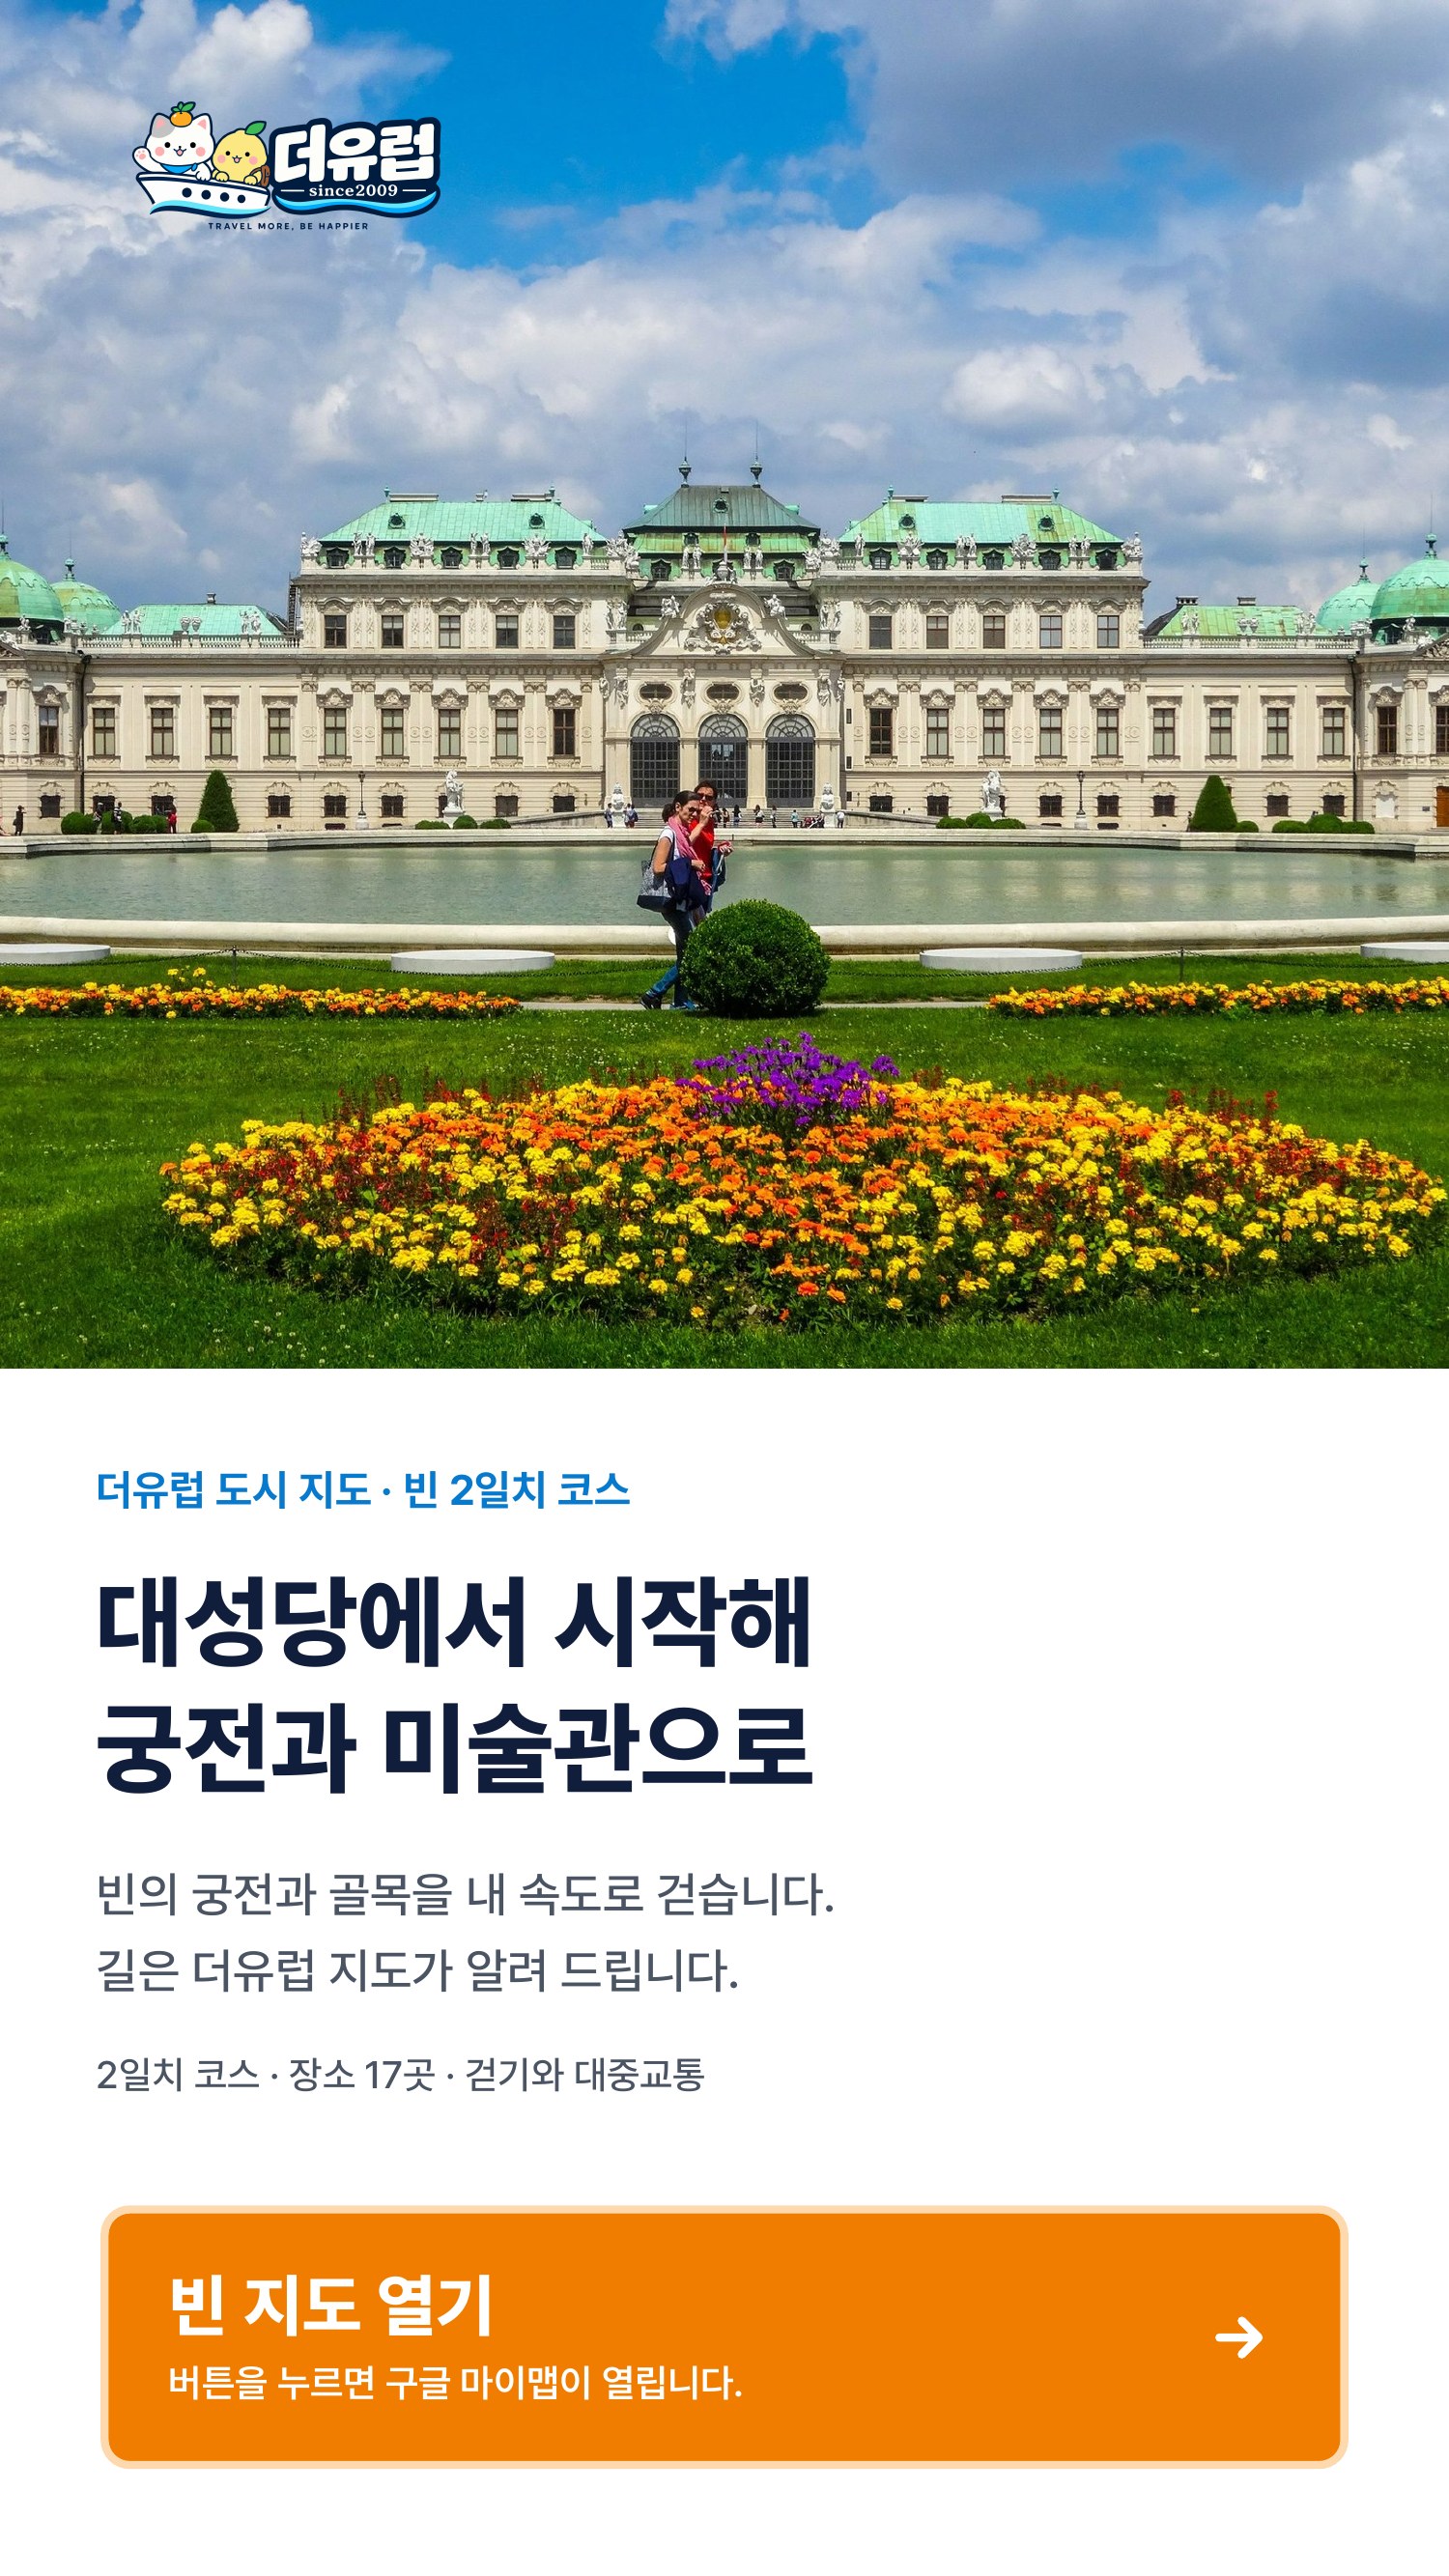 더유럽
since2009
TRAVEL MORE, BE HAPPIER
더유럽 도시 지도 · 빈 2일치 코스
대성당에서 시작해
궁전과 미술관으로
빈의 궁전과 골목을 내 속도로 걷습니다.
길은 더유럽 지도가 알려 드립니다.
2일치 코스 · 장소 17곳 · 걷기와 대중교통
빈 지도 열기
버튼을 누르면 구글 마이맵이 열립니다.